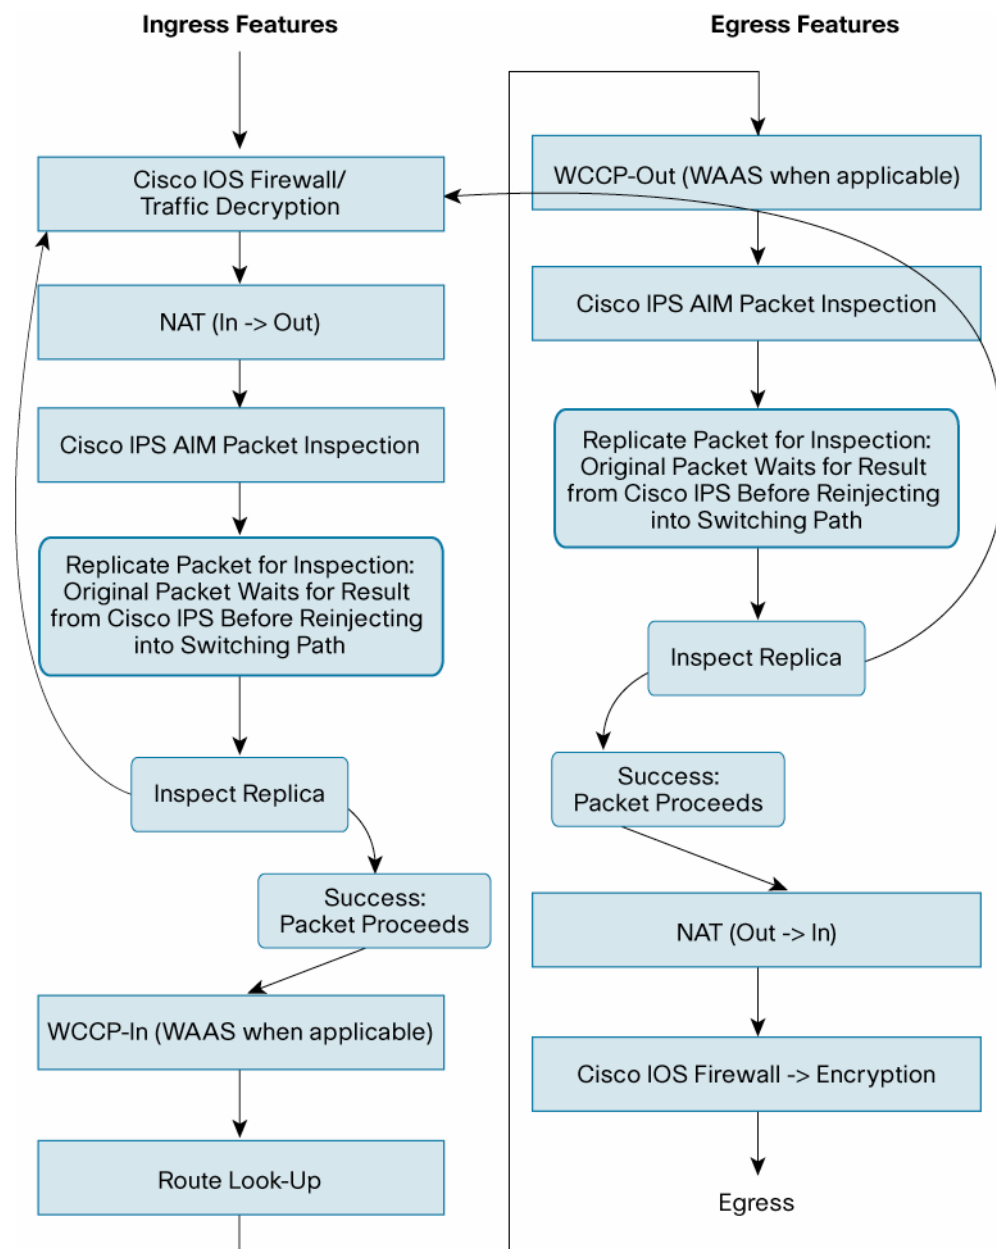 Ingress Features
Cisco IOS Firewall/
Traffic Decryption
NAT (In -> Out)
Cisco IPS AIM Packet Inspection
Replicate Packet for Inspection:
Original Packet Waits for Result
from Cisco IPS Before Reinjecting
into Switching Path
Inspect Replica
Success:
Packet Proceeds
WCCP-In (WAAS when applicable)
Route Look-Up
Egress Features
WCCP-Out (WAAS when applicable)
Cisco IPS AIM Packet Inspection
Replicate Packet for Inspection:
Original Packet Waits for Result
from Cisco IPS Before Reinjecting
into Switching Path
Inspect Replica
Success:
Packet Proceeds
NAT (Out -> In)
Cisco IOS Firewall -> Encryption
Egress